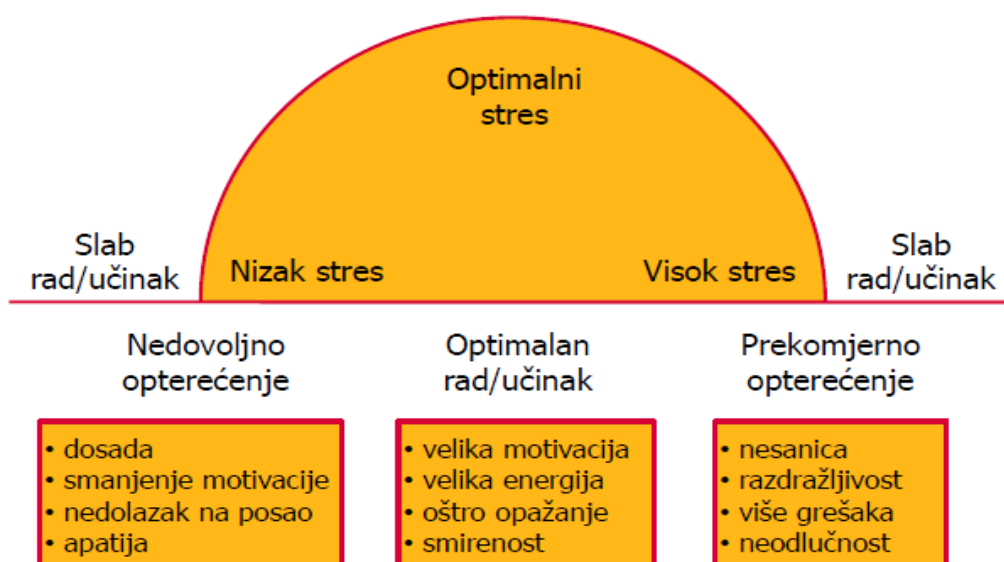 Optimalni
stres
Slab
rad/učinak
Nizak stres
Visok stres
Slab
rad/učinak
Nedovoljno
opterećenje
Optimalan
rad/učinak
Prekomjerno
opterećenje
• dosada
• smanjenje motivacije
• nedolazak na posao
• apatija
• velika motivacija
• velika energija
• oštro opažanje
• smirenost
• nesanica
• razdražljivost
• više grešaka
• neodlučnost